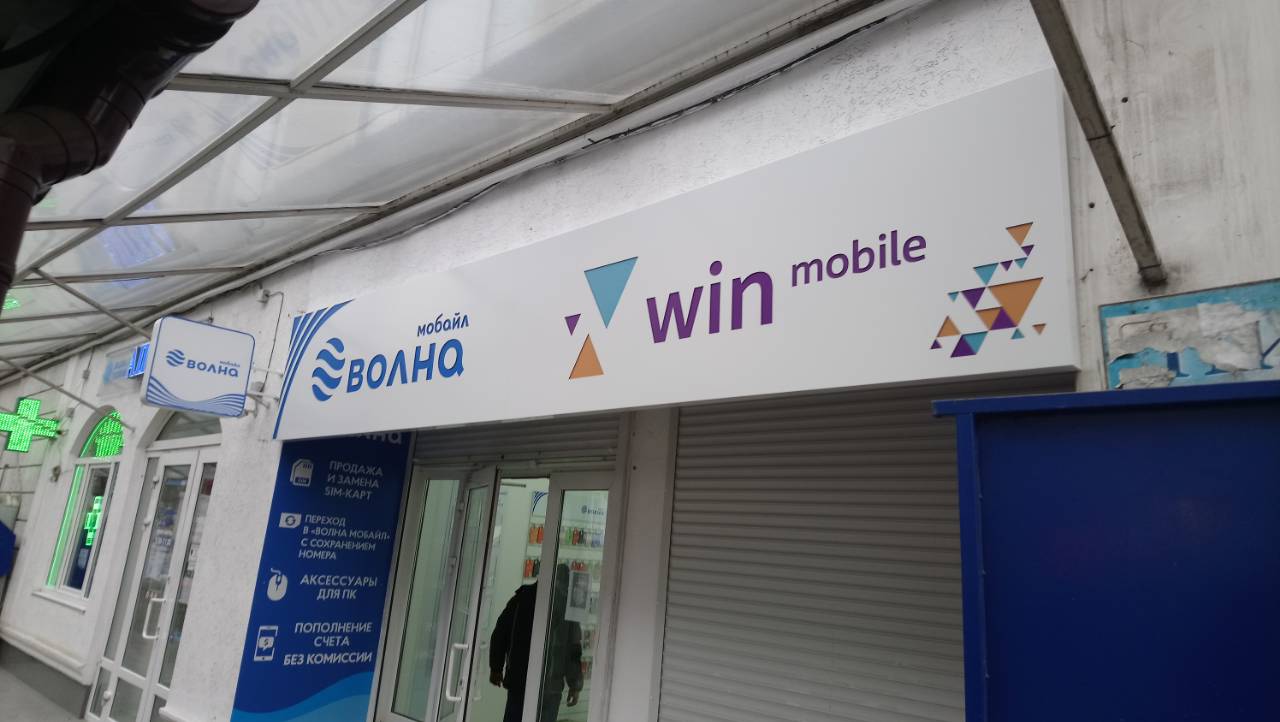 мобайл
ВОЛНА
win mobile
мобайл
ВОЛНА
ПРОДАЖА
И ЗАМЕНА
SIM-КАРТ
ПЕРЕХОД
В «ВОЛНА МОБАЙЛ»
С СОХРАНЕНИЕМ
НОМЕРА
АКСЕССУАРЫ
ДЛЯ ПК
ПОПОЛНЕНИЕ
СЧЕТА
БЕЗ КОМИССИИ
ВОЛНА